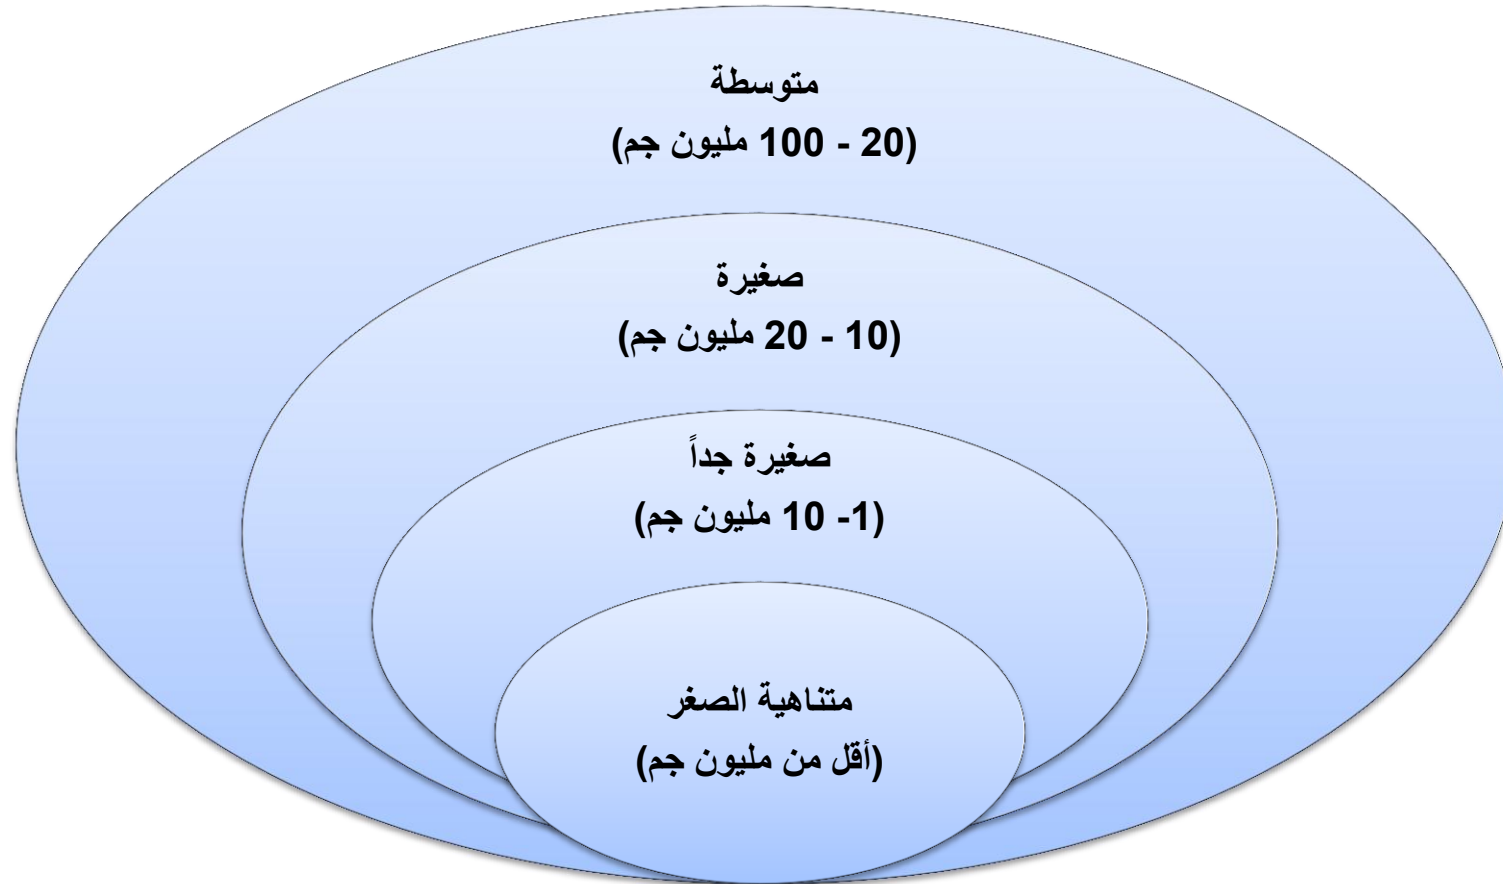 متوسطة
(20 - 100 مليون جم)
صغيرة
(10 - 20 مليون جم)
صغيرة جداً
(1- 10 مليون جم)
متناهية الصغر
(أقل من مليون جم)